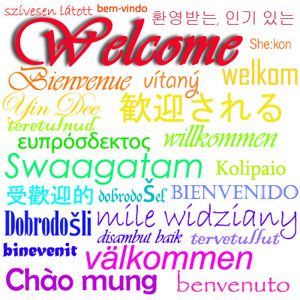 szívesen látott bem-vindo 환영받는, 인기 있는
Welcome She:kon
Bienvenue vítaný welkom
Yin Dee 歓迎される
teretulnud
ευπρόσδεκτος willkommen
Swaagatam Kolipaio
受歡迎的 dobrodošel BIENVENIDO
Dobrodošli mile widziany
binevenit disambut baik tervetullut
välkommen
Chào mung benvenuto